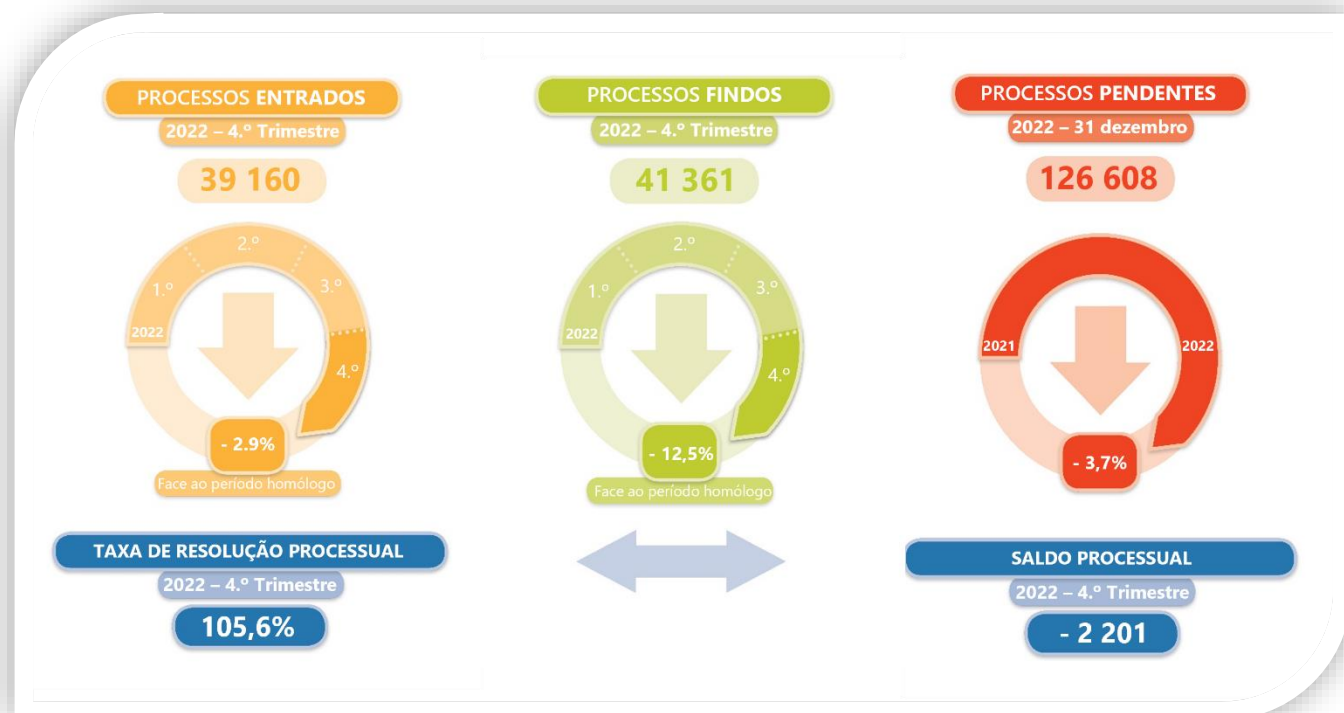 PROCESSOS ENTRADOS
2022 – 4.º Trimestre
39 160
1.º
2.º
3.º
4.º
2022
- 2.9%
Face ao período homólogo
PROCESSOS FINDOS
2022 – 4.º Trimestre
41 361
1.º
2.º
3.º
4.º
2022
- 12,5%
Face ao período homólogo
PROCESSOS PENDENTES
2022 – 31 dezembro
126 608
2021
2022
- 3,7%
TAXA DE RESOLUÇÃO PROCESSUAL
2022 – 4.º Trimestre
105,6%
SALDO PROCESSUAL
2022 – 4.º Trimestre
- 2 201